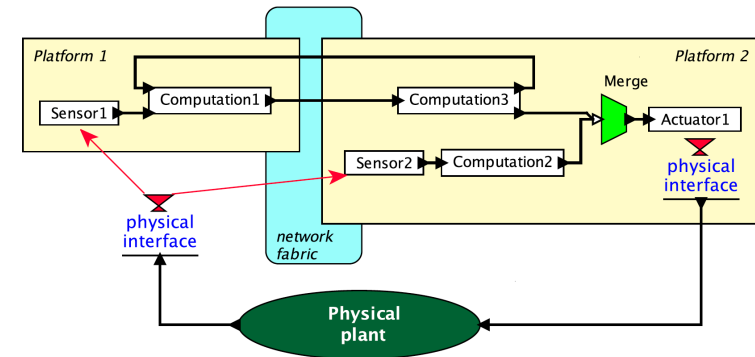 Platform 1
Platform 2
Merge
Computation1
Computation3
Sensor1
Actuator1
Sensor2
Computation2
physical
interface
physical
interface
network
fabric
Physical
plant